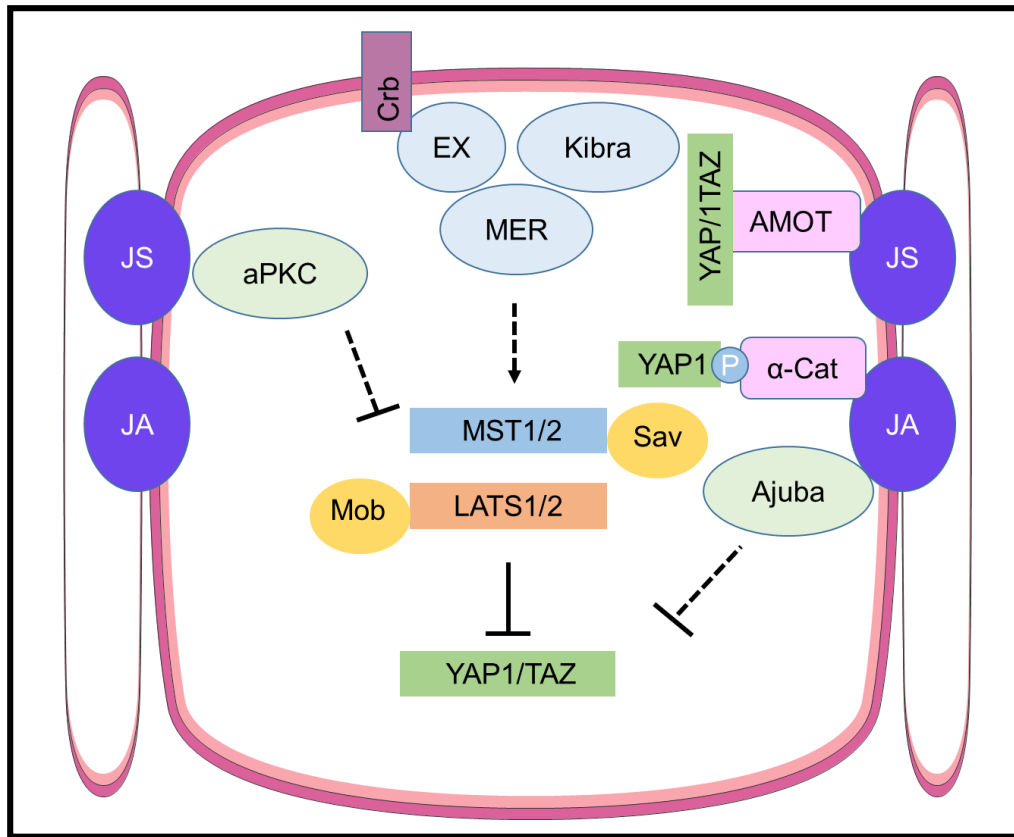 Crb
EX
Kibra
MER
YAP/1TAZ
AMOT
JS
aPKC
JS
YAP1
P
α-Cat
JA
MST1/2
Sav
JA
Mob
LATS1/2
Ajuba
YAP1/TAZ